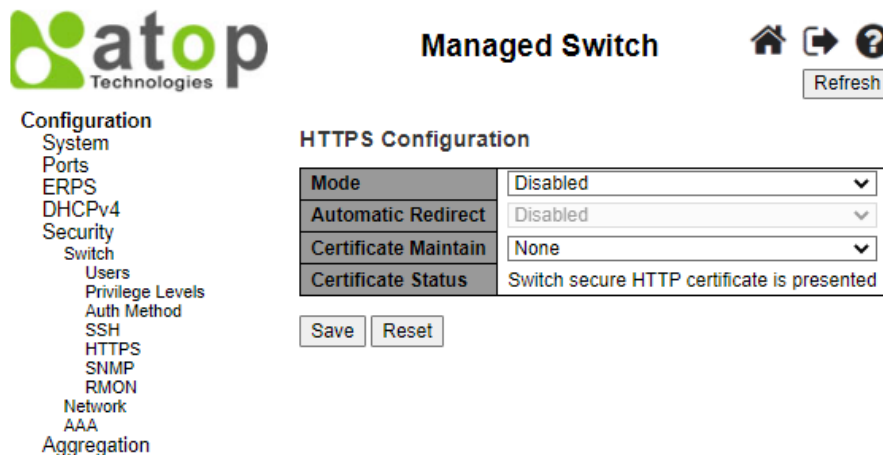 atop
Technologies
Managed Switch
Refresh
Configuration
System
Ports
ERPS
DHCPv4
Security
Switch
Users
Privilege Levels
Auth Method
SSH
HTTPS
SNMP
RMON
Network
AAA
Aggregation
HTTPS Configuration
Mode Disabled
Automatic Redirect Disabled
Certificate Maintain None
Certificate Status Switch secure HTTP certificate is presented
Save Reset